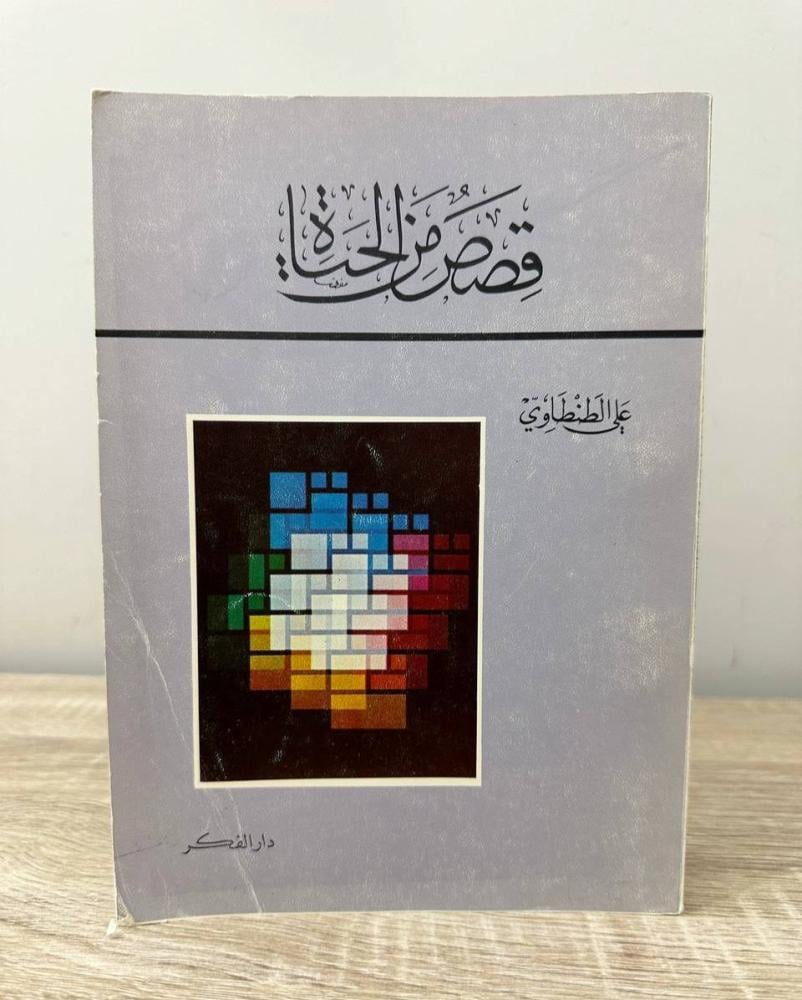 قصص من الحياة
علي الطنطاوي
دار الفكر